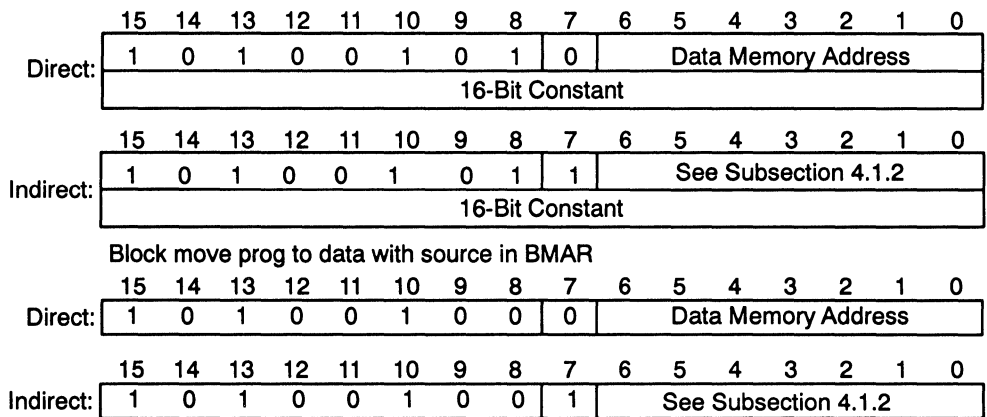 15 14 13 12 11 10 9 8 7 6 5 4 3 2 1 0
Direct: 1 0 1 0 0 1 0 1 0 Data Memory Address
16-Bit Constant
15 14 13 12 11 10 9 8 7 6 5 4 3 2 1 0
Indirect: 1 0 1 0 0 1 0 1 1 See Subsection 4.1.2
16-Bit Constant
Block move prog to data with source in BMAR
15 14 13 12 11 10 9 8 7 6 5 4 3 2 1 0
Direct: 1 0 1 0 0 1 0 0 0 Data Memory Address
15 14 13 12 11 10 9 8 7 6 5 4 3 2 1 0
Indirect: 1 0 1 0 0 1 0 0 1 See Subsection 4.1.2